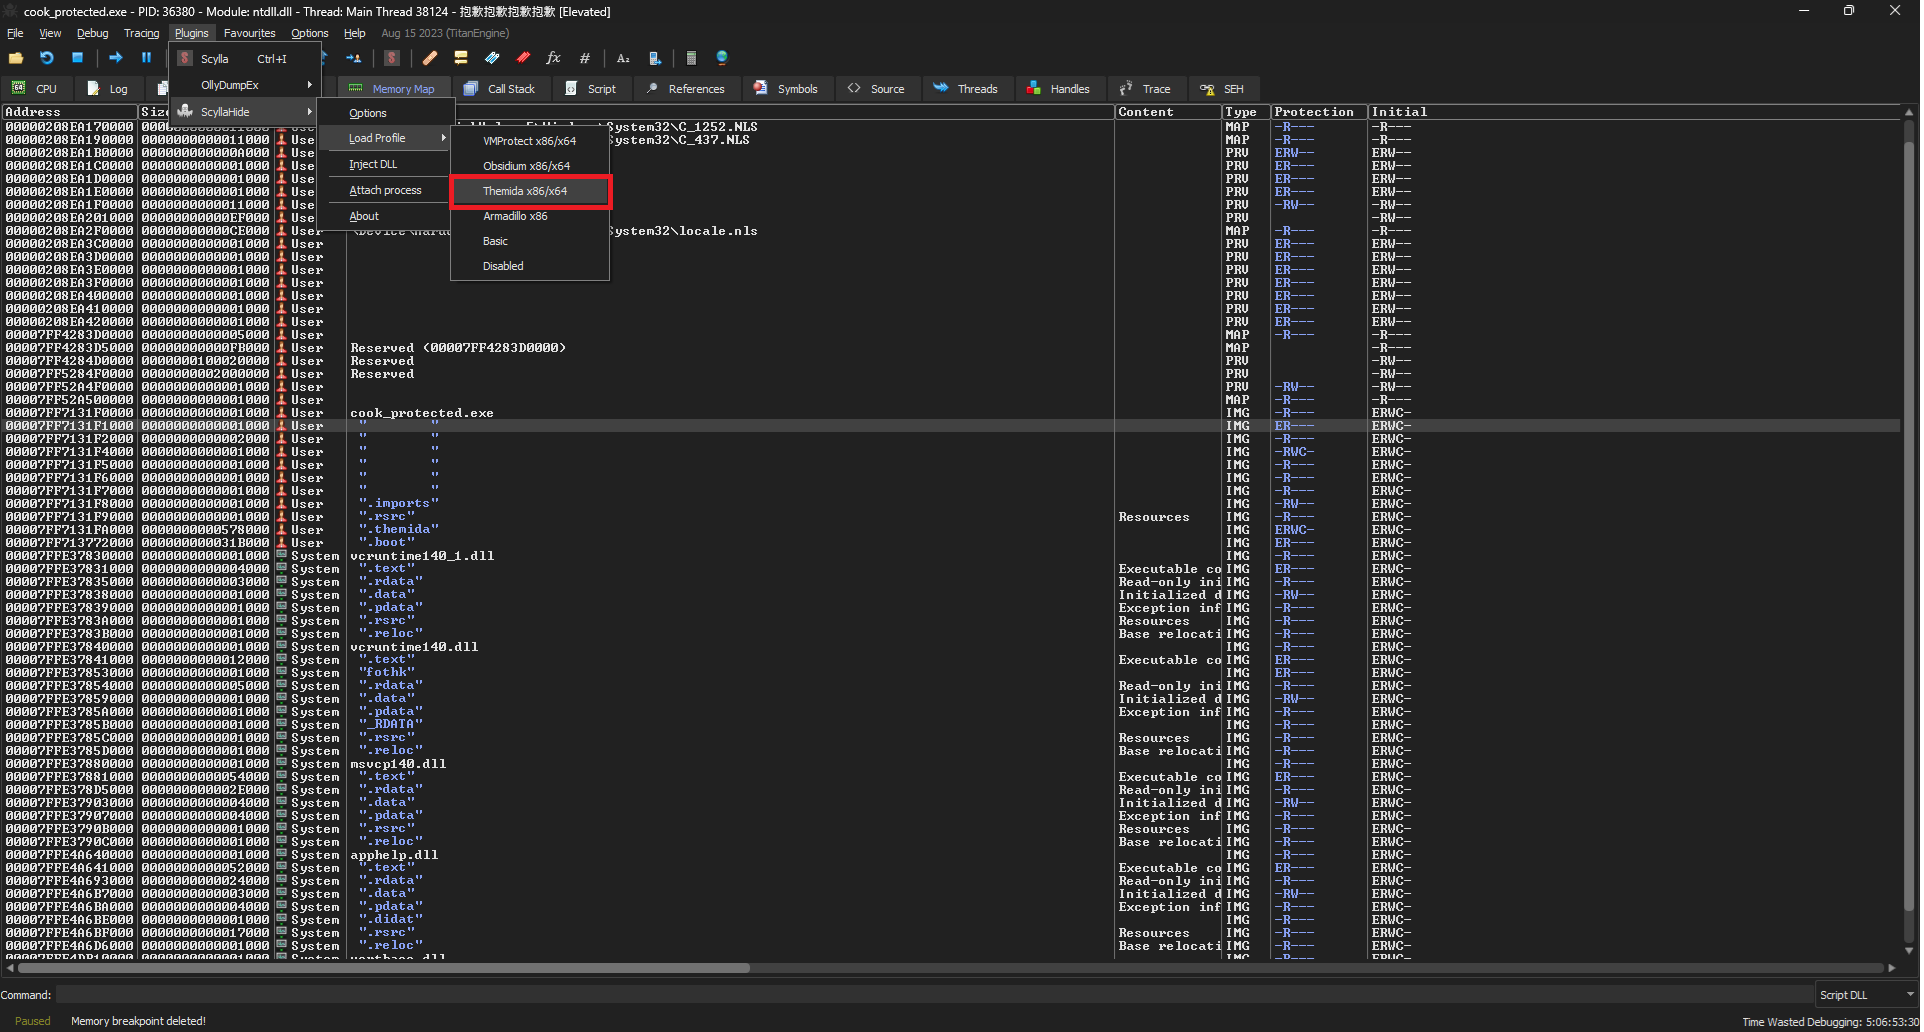 cook_protected.exe - PID: 36380 - Module: ntdll.dll - Thread: Main Thread 38124 - 抱歉抱歉抱歉抱歉 [Elevated]
File View Debug Tracing Plugins Favourites Options Help Aug 15 2023 (TitanEngine)
Scylla Ctrl+I
OllyDumpEx
ScyllaHide
Options
Load Profile
Inject DLL
Attach process
About
VMProtect x86/x64
Obsidium x86/x64
Themida x86/x64
Armadillo x86
Basic
Disabled
CPU Log Memory Map Call Stack Script References Symbols Source Threads Handles Trace SEH
Address Size Content Type Protection Initial
00000208EA170000 0000000000011000 User System32\C_1252.NLS MAP -R--- -R---
00000208EA190000 0000000000011000 User System32\C_437.NLS MAP -R--- -R---
00000208EA1B0000 000000000000A000 User PRV ERW-- ERW--
00000208EA1C0000 0000000000001000 User PRV ER--- ERW--
00000208EA1D0000 0000000000001000 User PRV ER--- ERW--
00000208EA1E0000 0000000000001000 User PRV ER--- ERW--
00000208EA1F0000 0000000000011000 User PRV -RW-- -RW--
00000208EA201000 00000000000EF000 User PRV -RW--
00000208EA2F0000 00000000000CE000 User System32\locale.nls MAP -R--- -R---
00000208EA3C0000 0000000000001000 User PRV ER--- ERW--
00000208EA3D0000 0000000000001000 User PRV ER--- ERW--
00000208EA3E0000 0000000000001000 User PRV ER--- ERW--
00000208EA3F0000 0000000000001000 User PRV ER--- ERW--
00000208EA400000 0000000000001000 User PRV ER--- ERW--
00000208EA410000 0000000000001000 User PRV ER--- ERW--
00000208EA420000 0000000000001000 User PRV ER--- ERW--
00007FF4283D0000 0000000000005000 User MAP -R--- -R---
00007FF4283D5000 00000000000FB000 User Reserved (00007FF4283D0000) MAP -R---
00007FF4284D0000 0000000100020000 User Reserved PRV -RW--
00007FF5284F0000 0000000002000000 User Reserved PRV -RW--
00007FF52A4F0000 0000000000001000 User PRV -RW-- -RW--
00007FF52A500000 0000000000001000 User MAP -R--- -R---
00007FF7131F0000 0000000000001000 User cook_protected.exe IMG -R--- ERWC-
00007FF7131F1000 0000000000001000 User " " IMG ER--- ERWC-
00007FF7131F2000 0000000000002000 User " " IMG -R--- ERWC-
00007FF7131F4000 0000000000001000 User " " IMG -RWC- ERWC-
00007FF7131F5000 0000000000001000 User " " IMG -R--- ERWC-
00007FF7131F6000 0000000000001000 User " " IMG -R--- ERWC-
00007FF7131F7000 0000000000001000 User " " IMG -R--- ERWC-
00007FF7131F8000 0000000000001000 User ".imports" IMG -RW-- ERWC-
00007FF7131F9000 0000000000001000 User ".rsrc" Resources IMG -R--- ERWC-
00007FF7131FA000 0000000000578000 User ".themida" IMG ERWC- ERWC-
00007FF713772000 000000000031B000 User ".boot" IMG ER--- ERWC-
00007FFE37830000 0000000000001000 System vcruntime140_1.dll IMG -R--- ERWC-
00007FFE37831000 0000000000004000 System ".text" Executable co IMG ER--- ERWC-
00007FFE37835000 0000000000003000 System ".rdata" Read-only ini IMG -R--- ERWC-
00007FFE37838000 0000000000001000 System ".data" Initialized d IMG -RW-- ERWC-
00007FFE37839000 0000000000001000 System ".pdata" Exception inf IMG -R--- ERWC-
00007FFE3783A000 0000000000001000 System ".rsrc" Resources IMG -R--- ERWC-
00007FFE3783B000 0000000000001000 System ".reloc" Base relocati IMG -R--- ERWC-
00007FFE37840000 0000000000001000 System vcruntime140.dll IMG -R--- ERWC-
00007FFE37841000 0000000000012000 System ".text" Executable co IMG ER--- ERWC-
00007FFE37853000 0000000000001000 System "fothk" IMG ER--- ERWC-
00007FFE37854000 0000000000005000 System ".rdata" Read-only ini IMG -R--- ERWC-
00007FFE37859000 0000000000001000 System ".data" Initialized d IMG -RW-- ERWC-
00007FFE3785A000 0000000000001000 System ".pdata" Exception inf IMG -R--- ERWC-
00007FFE3785B000 0000000000001000 System "_RDATA" IMG -R--- ERWC-
00007FFE3785C000 0000000000001000 System ".rsrc" Resources IMG -R--- ERWC-
00007FFE3785D000 0000000000001000 System ".reloc" Base relocati IMG -R--- ERWC-
00007FFE37880000 0000000000001000 System msvcp140.dll IMG -R--- ERWC-
00007FFE37881000 0000000000054000 System ".text" Executable co IMG ER--- ERWC-
00007FFE378D5000 000000000002E000 System ".rdata" Read-only ini IMG -R--- ERWC-
00007FFE37903000 0000000000004000 System ".data" Initialized d IMG -RW-- ERWC-
00007FFE37907000 0000000000004000 System ".pdata" Exception inf IMG -R--- ERWC-
00007FFE3790B000 0000000000001000 System ".rsrc" Resources IMG -R--- ERWC-
00007FFE3790C000 0000000000001000 System ".reloc" Base relocati IMG -R--- ERWC-
00007FFE4A640000 0000000000001000 System apphelp.dll IMG -R--- ERWC-
00007FFE4A641000 0000000000052000 System ".text" Executable co IMG ER--- ERWC-
00007FFE4A693000 0000000000024000 System ".rdata" Read-only ini IMG -R--- ERWC-
00007FFE4A6B7000 0000000000003000 System ".data" Initialized d IMG -RW-- ERWC-
00007FFE4A6BA000 0000000000004000 System ".pdata" Exception inf IMG -R--- ERWC-
00007FFE4A6BE000 0000000000001000 System ".didat" IMG -R--- ERWC-
00007FFE4A6BF000 0000000000017000 System ".rsrc" Resources IMG -R--- ERWC-
00007FFE4A6D6000 0000000000001000 System ".reloc" Base relocati IMG -R--- ERWC-
Command: Script DLL
Paused Memory breakpoint deleted! Time Wasted Debugging: 5:06:53:30